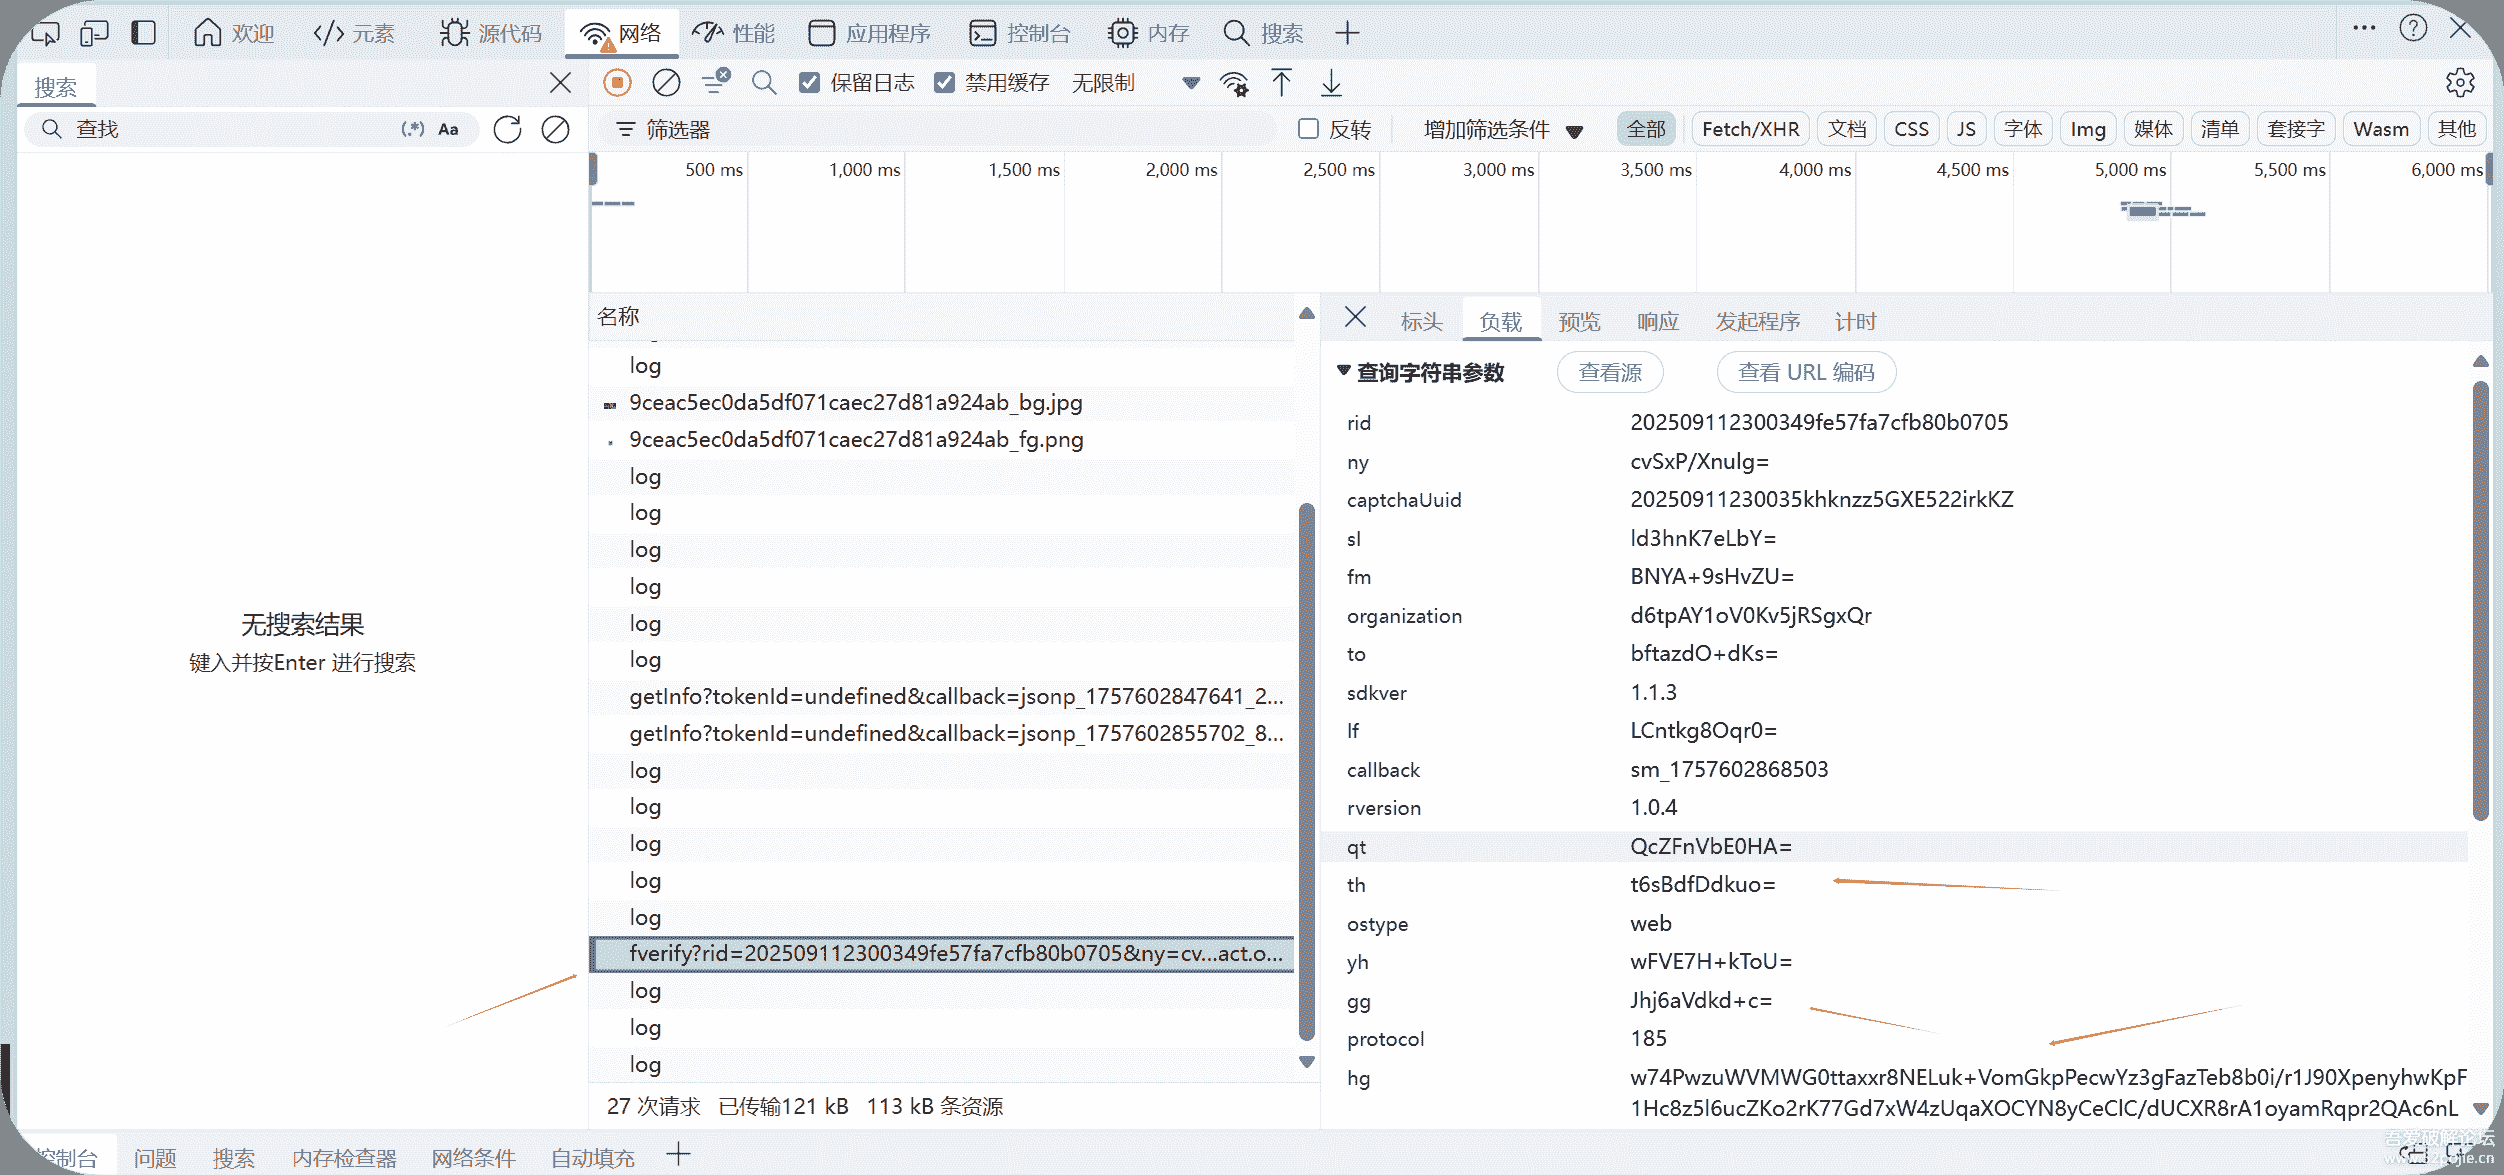 欢迎 元素 源代码 网络 性能 应用程序 控制台 内存 搜索
搜索
保留日志 禁用缓存 无限制
查找 (.*) Aa
筛选器 反转 增加筛选条件 全部 Fetch/XHR 文档 CSS JS 字体 Img 媒体 清单 套接字 Wasm 其他
500 ms 1,000 ms 1,500 ms 2,000 ms 2,500 ms 3,000 ms 3,500 ms 4,000 ms 4,500 ms 5,000 ms 5,500 ms 6,000 ms
无搜索结果
键入并按Enter 进行搜索
名称
log
9ceac5ec0da5df071caec27d81a924ab_bg.jpg
9ceac5ec0da5df071caec27d81a924ab_fg.png
log
log
log
log
log
log
getInfo?tokenId=undefined&callback=jsonp_1757602847641_2...
getInfo?tokenId=undefined&callback=jsonp_1757602855702_8...
log
log
log
log
log
fverify?rid=202509112300349fe57fa7cfb80b0705&ny=cv...act.o...
log
log
log
27 次请求 已传输121 kB 113 kB 条资源
标头 负载 预览 响应 发起程序 计时
查询字符串参数 查看源 查看 URL 编码
rid 202509112300349fe57fa7cfb80b0705
ny cvSxP/XnuIg=
captchaUuid 20250911230035khknzz5GXE522irkKZ
sl ld3hnK7eLbY=
fm BNYA+9sHvZU=
organization d6tpAY1oV0Kv5jRSgxQr
to bftazdO+dKs=
sdkver 1.1.3
lf LCntkg8Oqr0=
callback sm_1757602868503
rversion 1.0.4
qt QcZFnVbE0HA=
th t6sBdfDdkuo=
ostype web
yh wFVE7H+kToU=
gg Jhj6aVdkd+c=
protocol 185
hg w74PwzuWVMWG0ttaxxr8NELuk+VomGkpPecwYz3gFazTeb8b0i/r1J90XpenyhwKpF
1Hc8z5l6ucZKo2rK77Gd7xW4zUqaXOCYN8yCeClC/dUCXR8rA1oyamRqpr2QAc6nL
控制台 问题 搜索 内存检查器 网络条件 自动填充
吾爱破解论坛
www.52pojie.cn